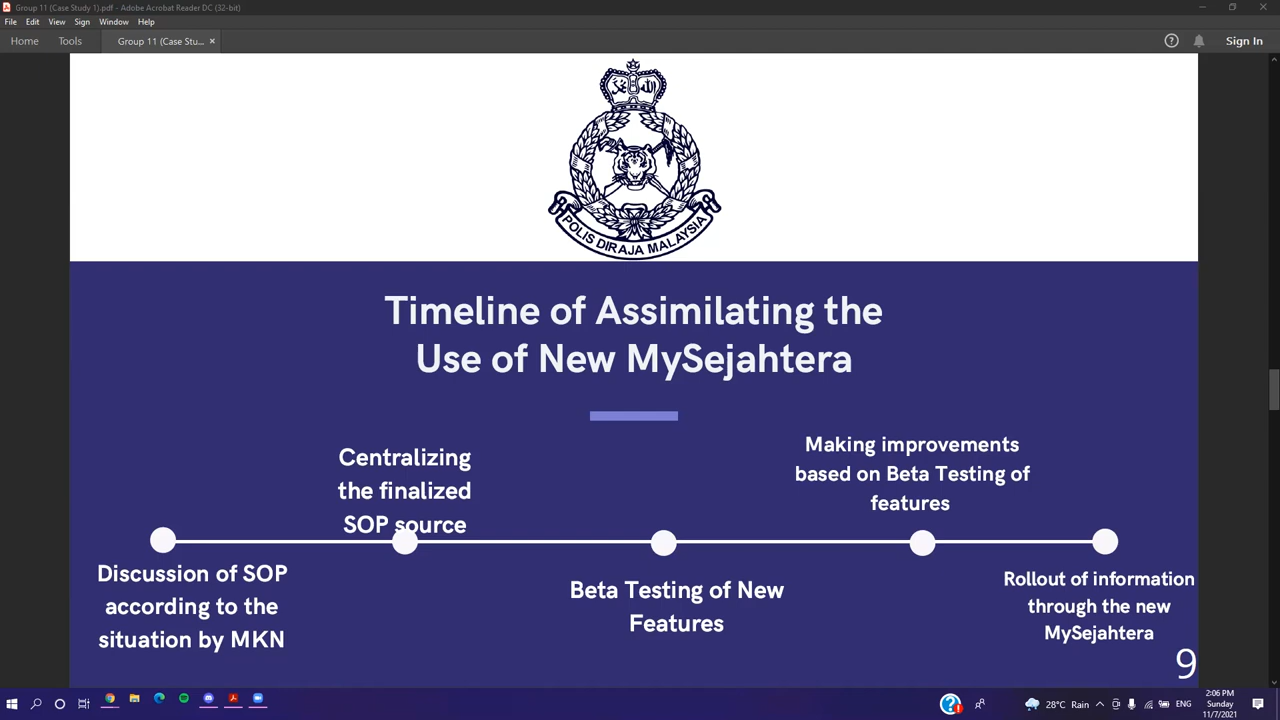 Group 11 (Case Study 1).pdf - Adobe Acrobat Reader DC (32-bit)
File Edit View Sign Window Help
Home Tools Group 11 (Case Stu... × Sign In
الله محمد
POLIS DIRAJA MALAYSIA
Timeline of Assimilating the
Use of New MySejahtera
Centralizing
the finalized
SOP source
Making improvements
based on Beta Testing of
features
Discussion of SOP
according to the
situation by MKN
Beta Testing of New
Features
Rollout of information
through the new
MySejahtera
9
28°C Rain
ENG
2:06 PM
Sunday
11/7/2021